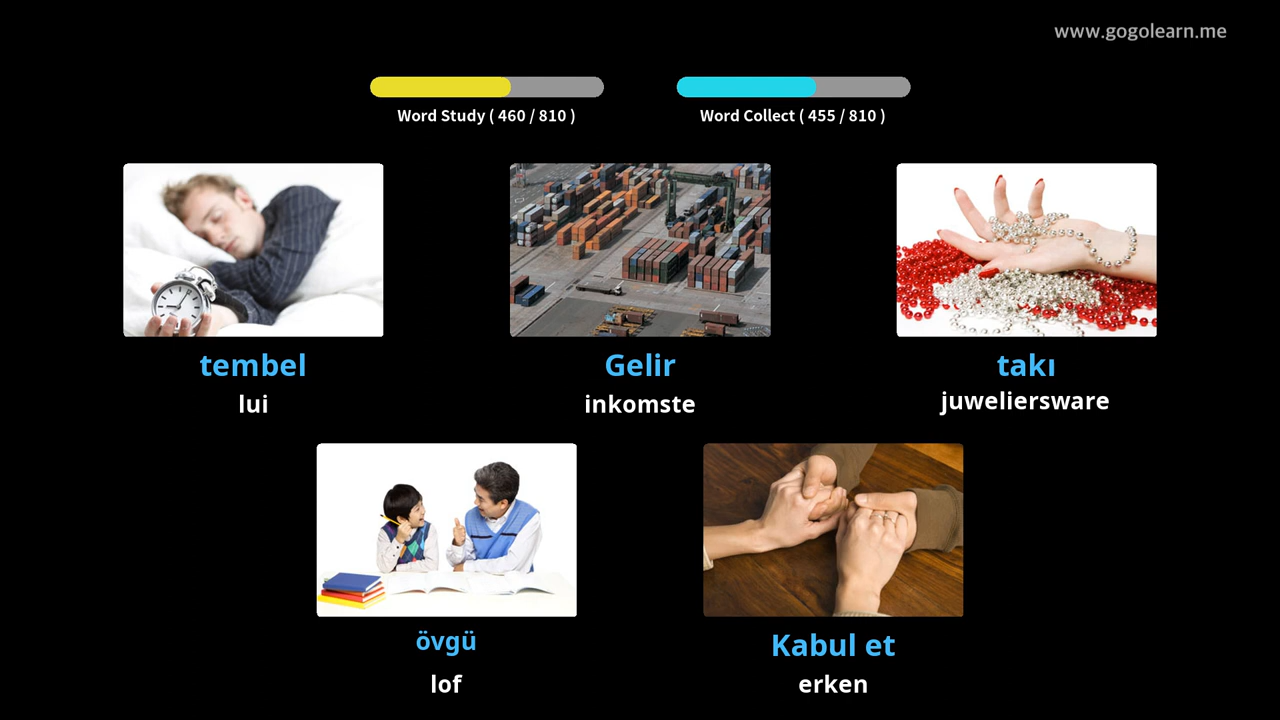 www.gogolearn.me
Word Study ( 460 / 810 )
Word Collect ( 455 / 810 )
tembel
lui
Gelir
inkomste
takı
juweliersware
övgü
lof
Kabul et
erken